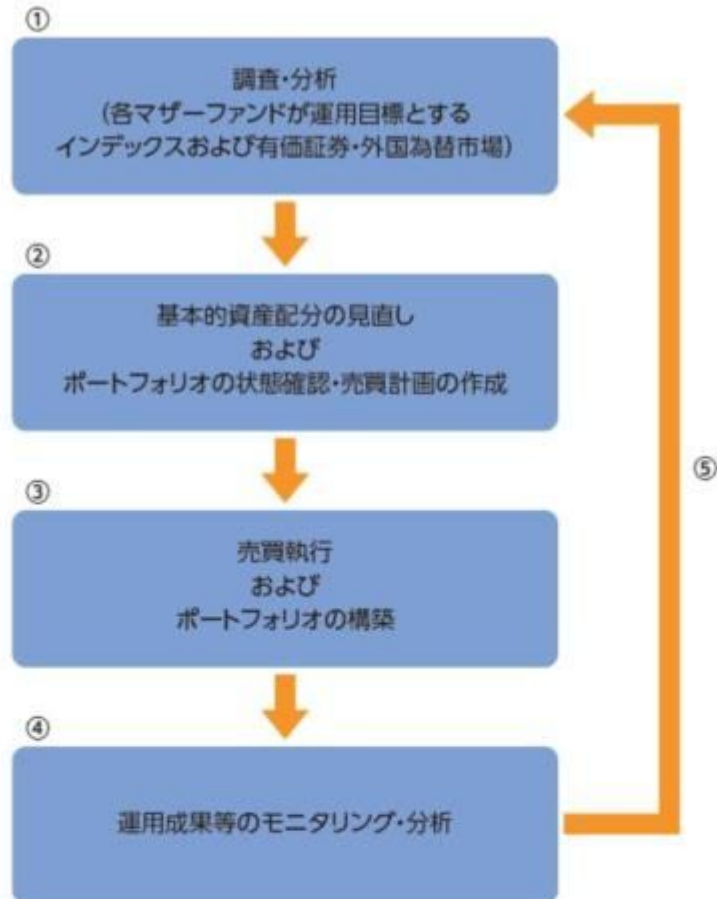 ①
調査・分析
(各マザーファンドが運用目標とする
インデックスおよび有価証券・外国為替市場)
②
基本的資産配分の見直し
および
ポートフォリオの状態確認・売買計画の作成
⑤
③
売買執行
および
ポートフォリオの構築
④
運用成果等のモニタリング・分析